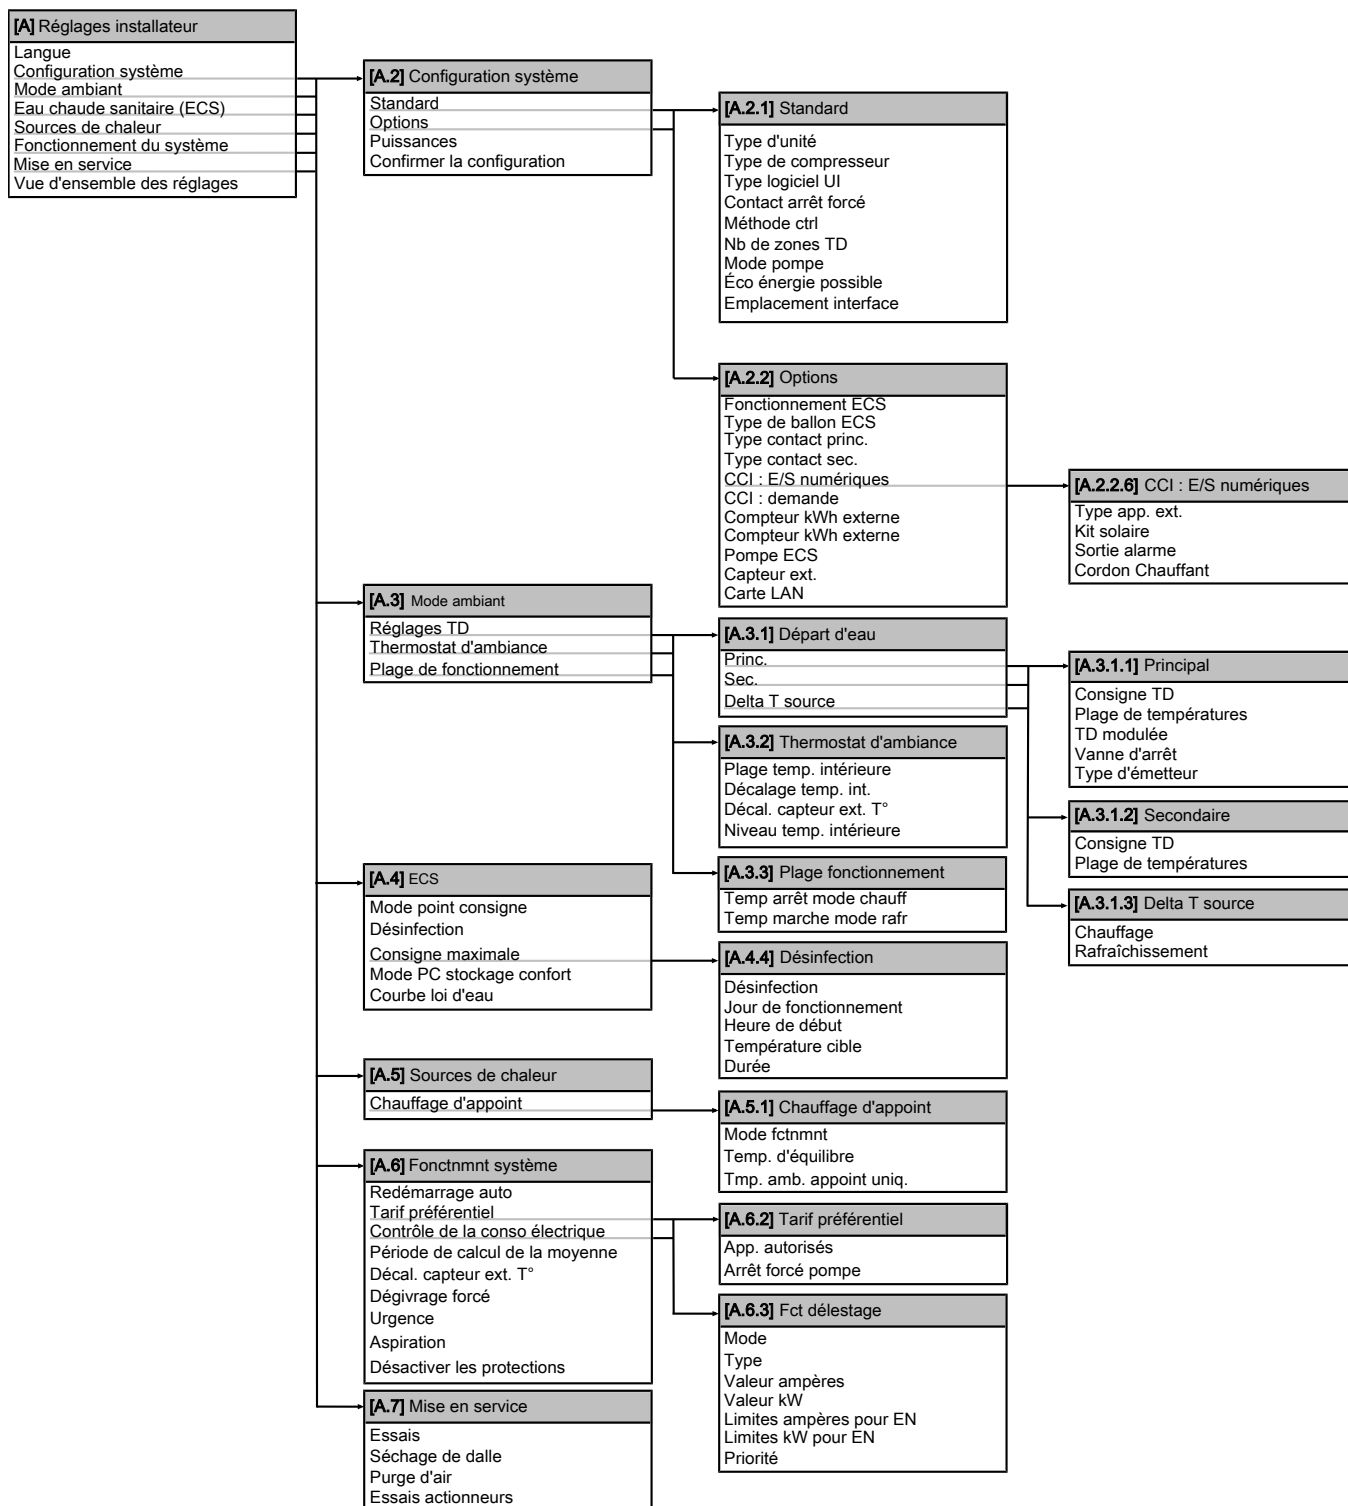 [A] Réglages installateur
Langue
Configuration système
Mode ambiant
Eau chaude sanitaire (ECS)
Sources de chaleur
Fonctionnement du système
Mise en service
Vue d'ensemble des réglages
[A.2] Configuration système
Standard
Options
Puissances
Confirmer la configuration
[A.2.1] Standard
Type d'unité
Type de compresseur
Type logiciel UI
Contact arrêt forcé
Méthode ctrl
Nb de zones TD
Mode pompe
Éco énergie possible
Emplacement interface
[A.2.2] Options
Fonctionnement ECS
Type de ballon ECS
Type contact princ.
Type contact sec.
CCI : E/S numériques
CCI : demande
Compteur kWh externe
Compteur kWh externe
Pompe ECS
Capteur ext.
Carte LAN
[A.2.2.6] CCI : E/S numériques
Type app. ext.
Kit solaire
Sortie alarme
Cordon Chauffant
[A.3] Mode ambiant
Réglages TD
Thermostat d'ambiance
Plage de fonctionnement
[A.3.1] Départ d'eau
Princ.
Sec.
Delta T source
[A.3.1.1] Principal
Consigne TD
Plage de températures
TD modulée
Vanne d'arrêt
Type d'émetteur
[A.3.1.2] Secondaire
Consigne TD
Plage de températures
[A.3.1.3] Delta T source
Chauffage
Rafraîchissement
[A.3.2] Thermostat d'ambiance
Plage temp. intérieure
Décalage temp. int.
Décal. capteur ext. T°
Niveau temp. intérieure
[A.3.3] Plage fonctionnement
Temp arrêt mode chauff
Temp marche mode rafr
[A.4] ECS
Mode point consigne
Désinfection
Consigne maximale
Mode PC stockage confort
Courbe loi d'eau
[A.4.4] Désinfection
Désinfection
Jour de fonctionnement
Heure de début
Température cible
Durée
[A.5] Sources de chaleur
Chauffage d'appoint
[A.5.1] Chauffage d'appoint
Mode fctnmnt
Temp. d'équilibre
Tmp. amb. appoint uniq.
[A.6] Fonctnmnt système
Redémarrage auto
Tarif préférentiel
Contrôle de la conso électrique
Période de calcul de la moyenne
Décal. capteur ext. T°
Dégivrage forcé
Urgence
Aspiration
Désactiver les protections
[A.6.2] Tarif préférentiel
App. autorisés
Arrêt forcé pompe
[A.6.3] Fct délestage
Mode
Type
Valeur ampères
Valeur kW
Limites ampères pour EN
Limites kW pour EN
Priorité
[A.7] Mise en service
Essais
Séchage de dalle
Purge d'air
Essais actionneurs